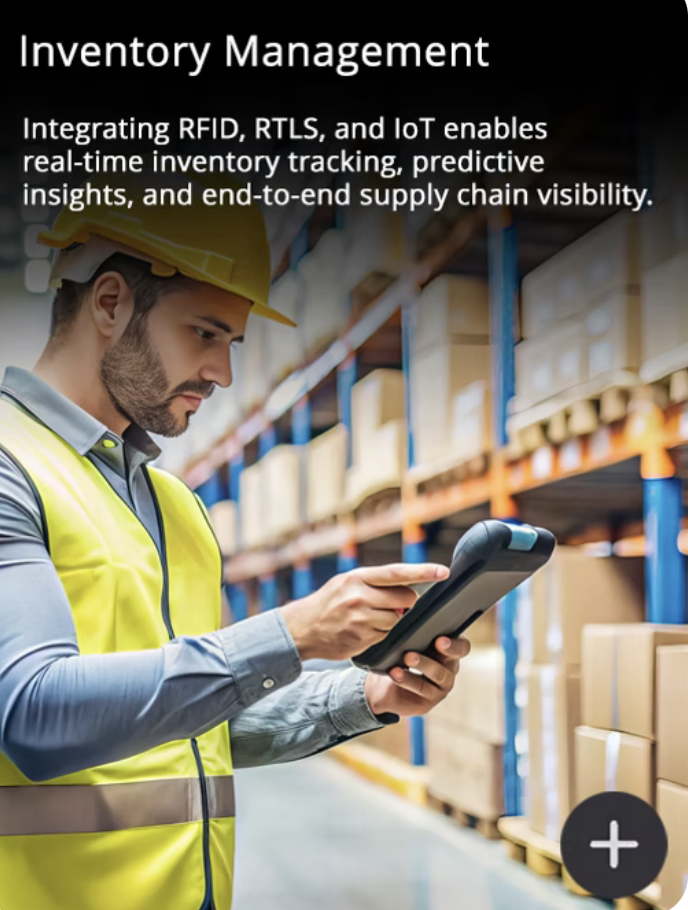 Inventory Management
Integrating RFID, RTLS, and IoT enables
real-time inventory tracking, predictive
insights, and end-to-end supply chain visibility.